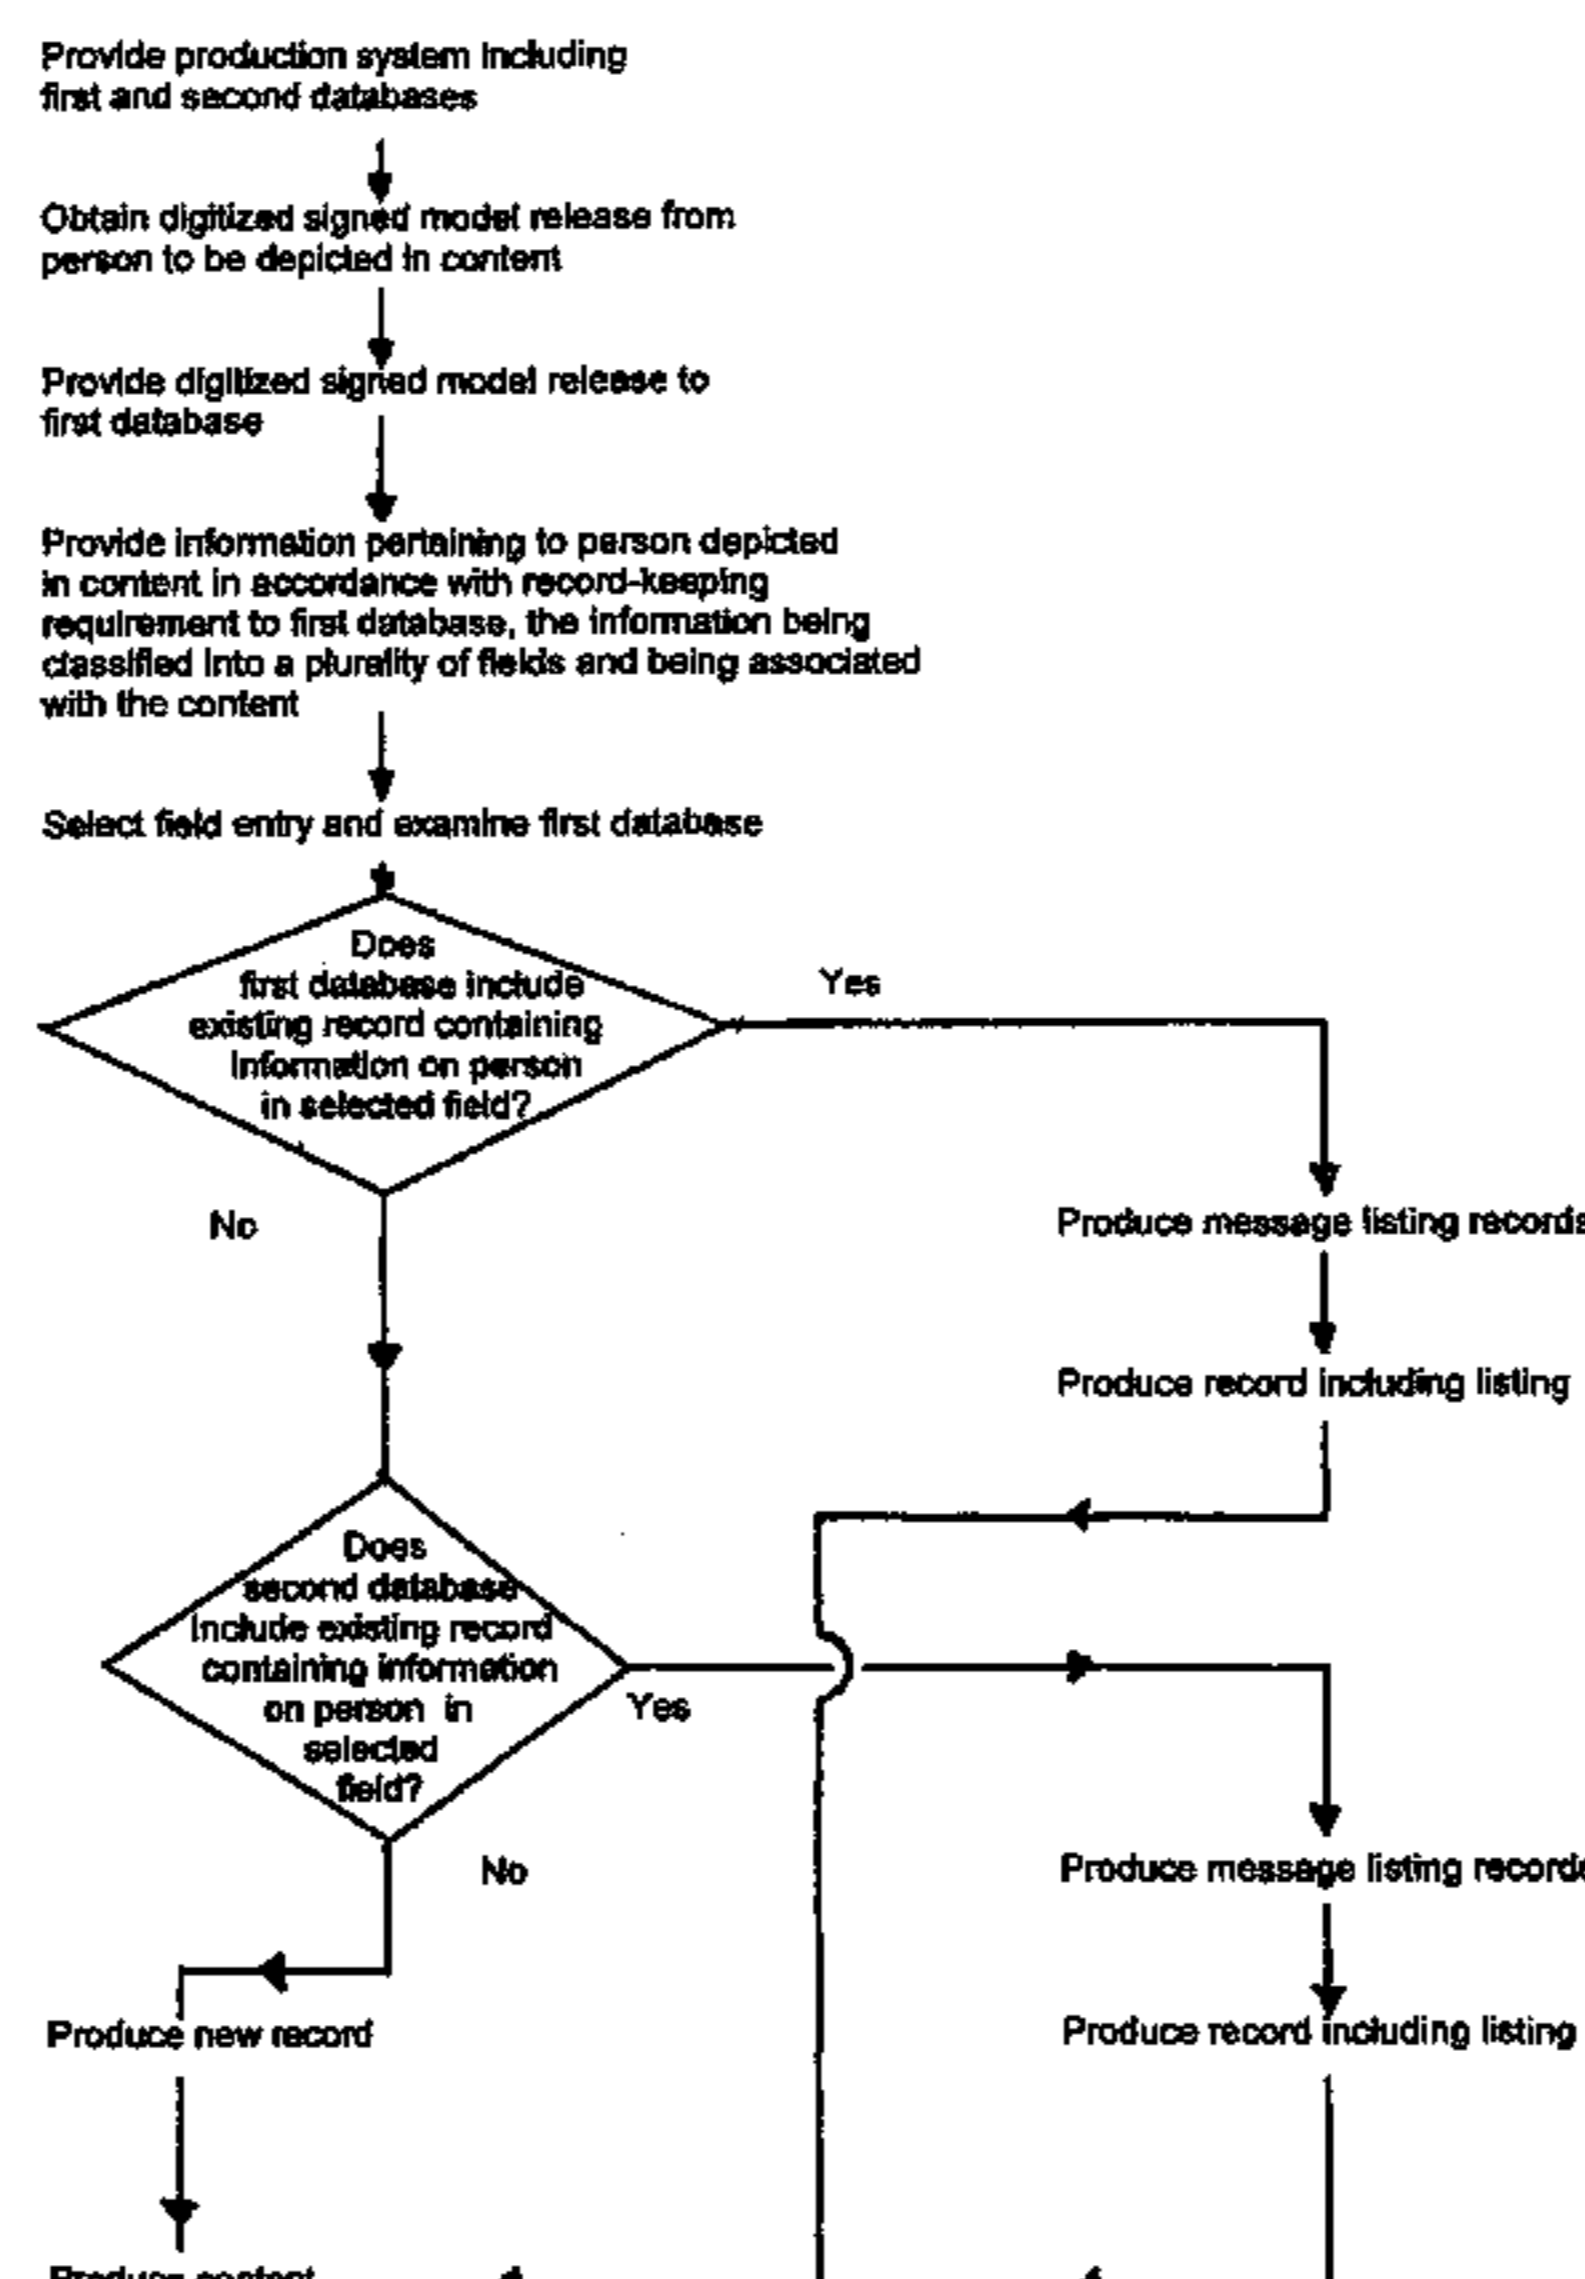 Provide production system including
first and second databases
Obtain digitized signed model release from
person to be depicted in content
Provide digitized signed model release to
first database
Provide information pertaining to person depicted
in content in accordance with record-keeping
requirement to first database, the information being
classified into a plurality of fields and being associated
with the content
Select field entry and examine first database
Does
first database include
existing record containing
information on person
in selected field?
Yes
No
Produce message listing records
Produce record including listing
Does
second database
include existing record
containing information
on person in
selected
field?
Yes
No
Produce message listing records
Produce new record
Produce record including listing
Produce content